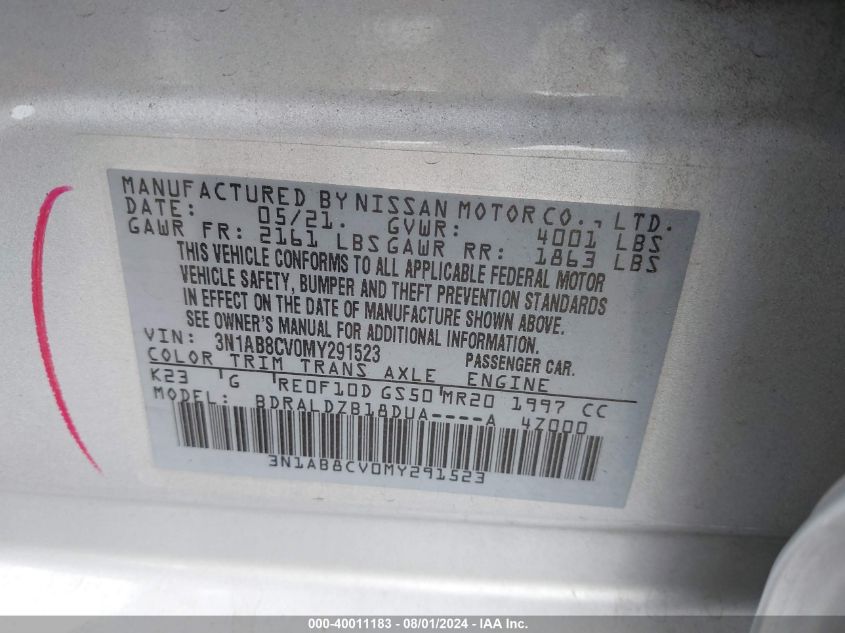 MANUFACTURED BY NISSAN MOTOR CO., LTD.
DATE: 05/21. GVWR: 4001 LBS
GAWR FR: 2161 LBS GAWR RR: 1863 LBS
THIS VEHICLE CONFORMS TO ALL APPLICABLE FEDERAL MOTOR
VEHICLE SAFETY, BUMPER AND THEFT PREVENTION STANDARDS
IN EFFECT ON THE DATE OF MANUFACTURE SHOWN ABOVE.
SEE OWNER'S MANUAL FOR ADDITIONAL INFORMATION.
VIN: 3N1AB8CV0MY291523 PASSENGER CAR.
COLOR TRIM TRANS AXLE ENGINE
K23 G RE0F10D GS50 MR20 1997 CC
MODEL: BDRALDZB18DUA----A 4Z000
3N1AB8CV0MY291523
000-40011183 - 08/01/2024 - IAA Inc.